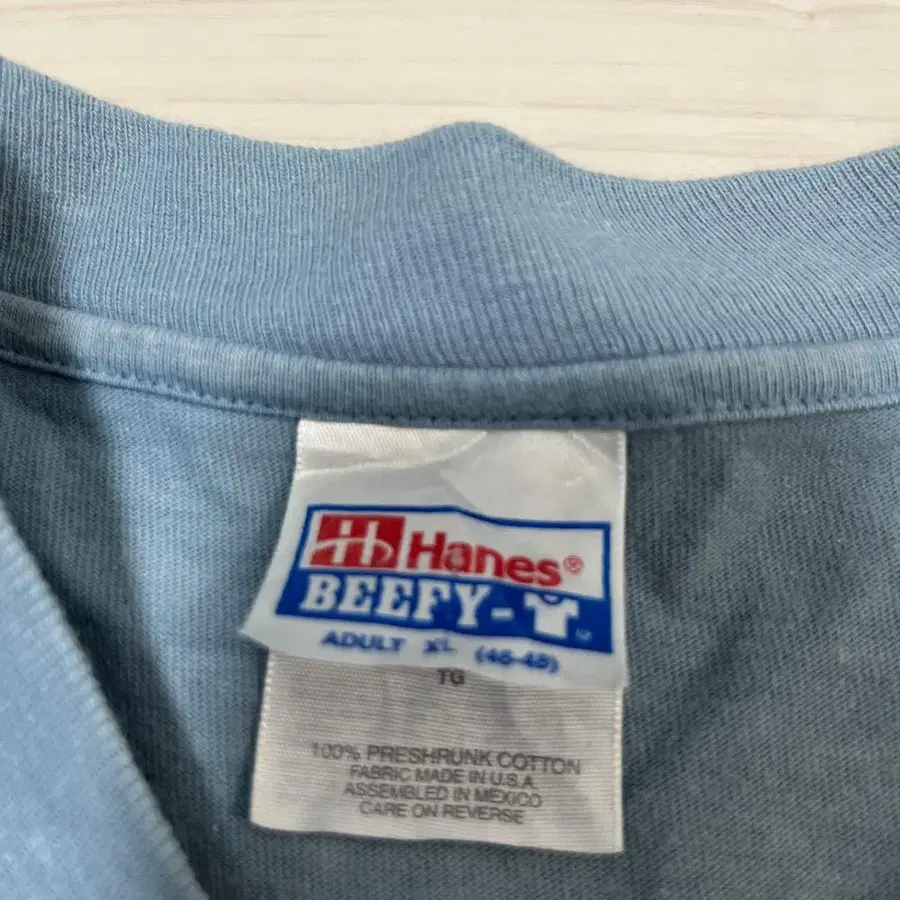 Hanes®
BEEFY-T
ADULT XL (46-48)
TG
100% PRESHRUNK COTTON
FABRIC MADE IN U.S.A.
ASSEMBLED IN MEXICO
CARE ON REVERSE